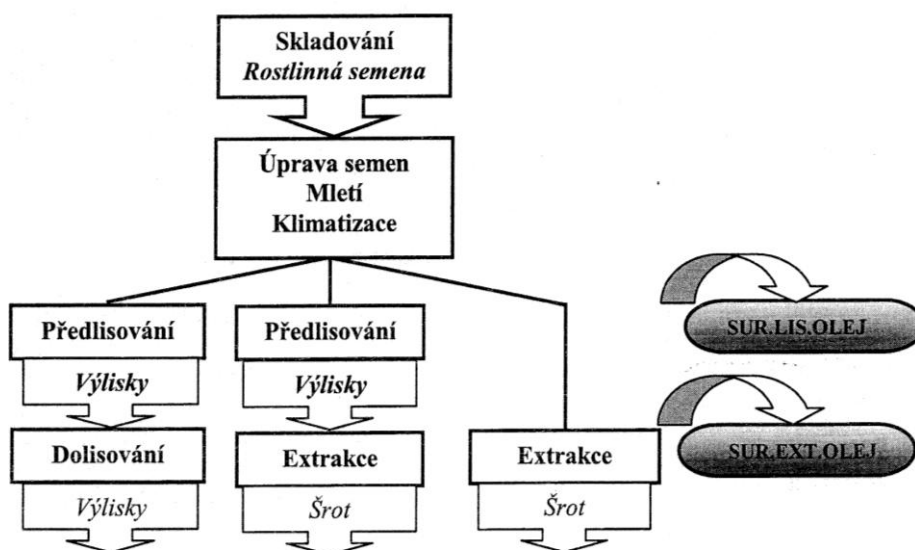 Skladování
Rostlinná semena
Úprava semen
Mletí
Klimatizace
Předlisování
Předlisování
SUR.LIS.OLEJ
Výlisky
Výlisky
Dolisování
Extrakce
Extrakce
SUR.EXT.OLEJ
Výlisky
Šrot
Šrot